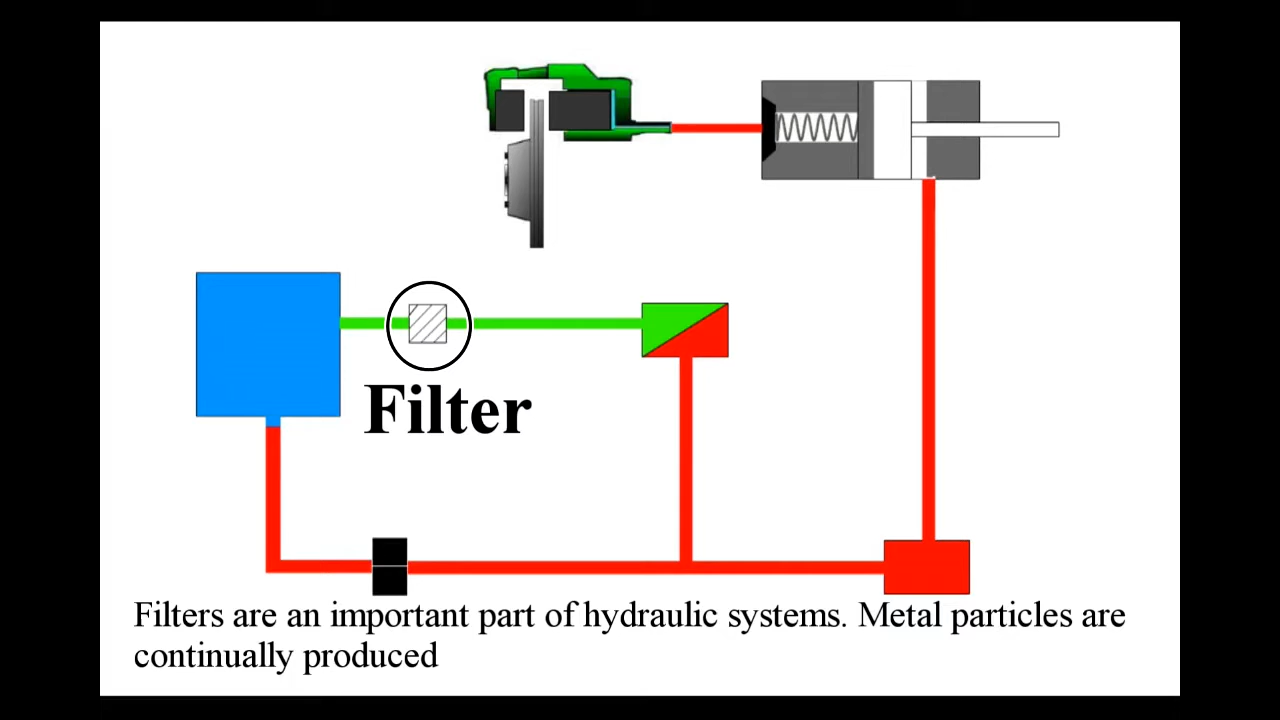 Filter
Filters are an important part of hydraulic systems. Metal particles are
continually produced